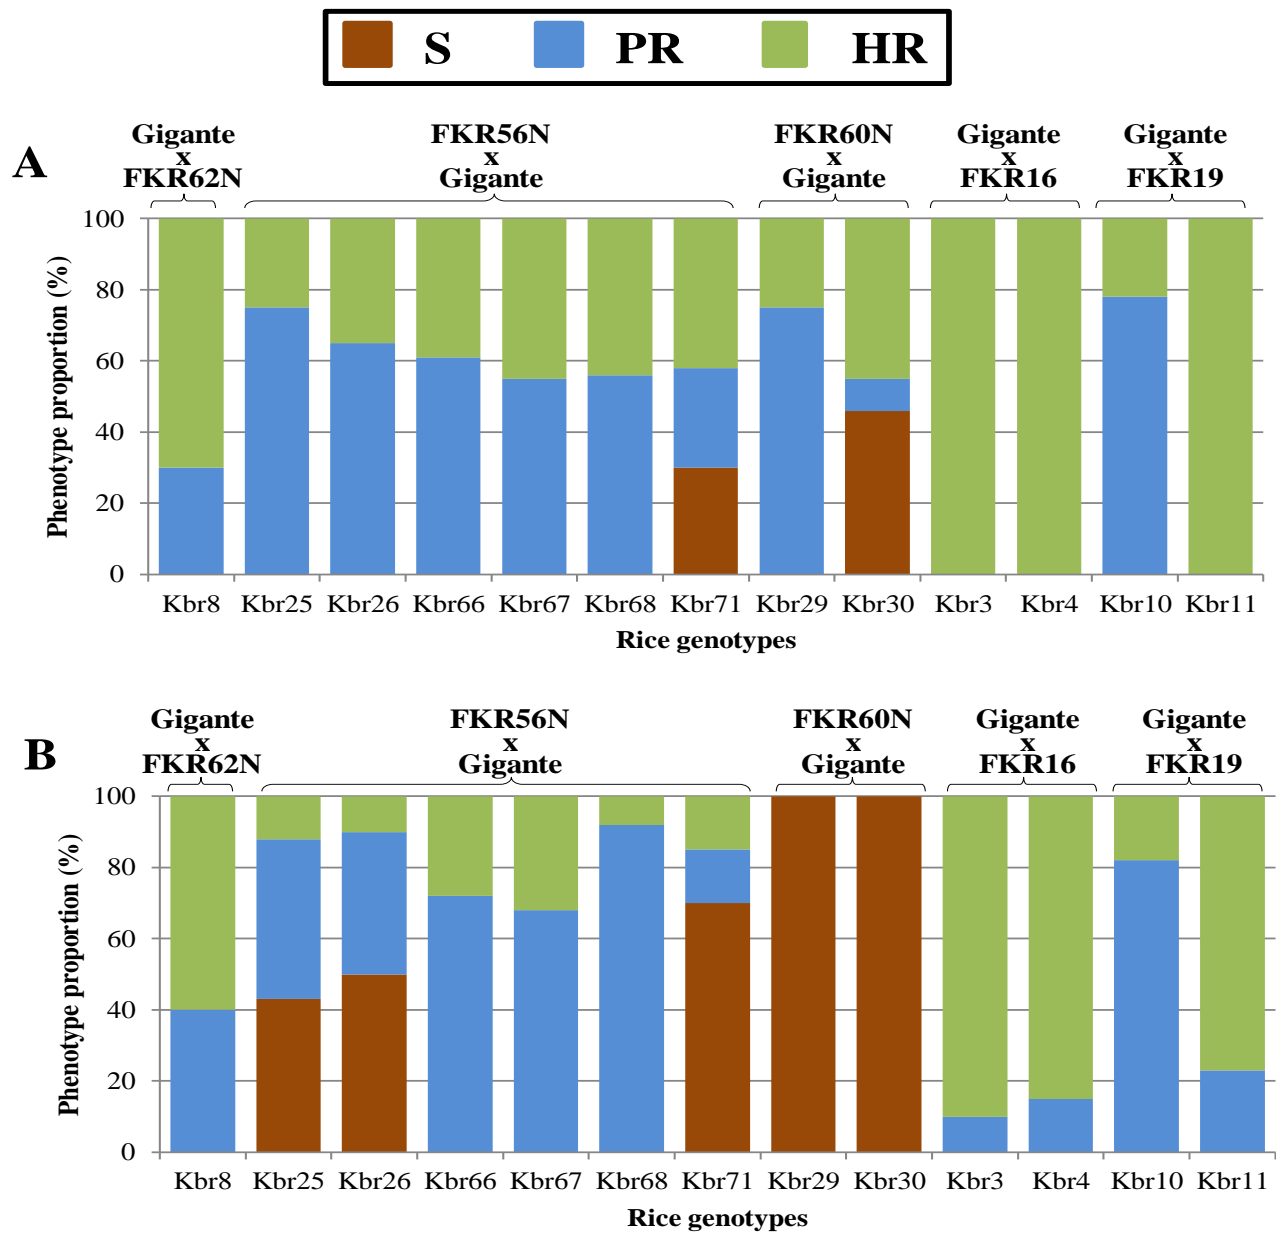 S PR HR
A
Gigante x FKR62N
FKR56N x Gigante
FKR60N x Gigante
Gigante x FKR16
Gigante x FKR19
Phenotype proportion (%)
100
80
60
40
20
0
Kbr8 Kbr25 Kbr26 Kbr66 Kbr67 Kbr68 Kbr71 Kbr29 Kbr30 Kbr3 Kbr4 Kbr10 Kbr11
Rice genotypes
B
Gigante x FKR62N
FKR56N x Gigante
FKR60N x Gigante
Gigante x FKR16
Gigante x FKR19
Phenotype proportion (%)
100
80
60
40
20
0
Kbr8 Kbr25 Kbr26 Kbr66 Kbr67 Kbr68 Kbr71 Kbr29 Kbr30 Kbr3 Kbr4 Kbr10 Kbr11
Rice genotypes